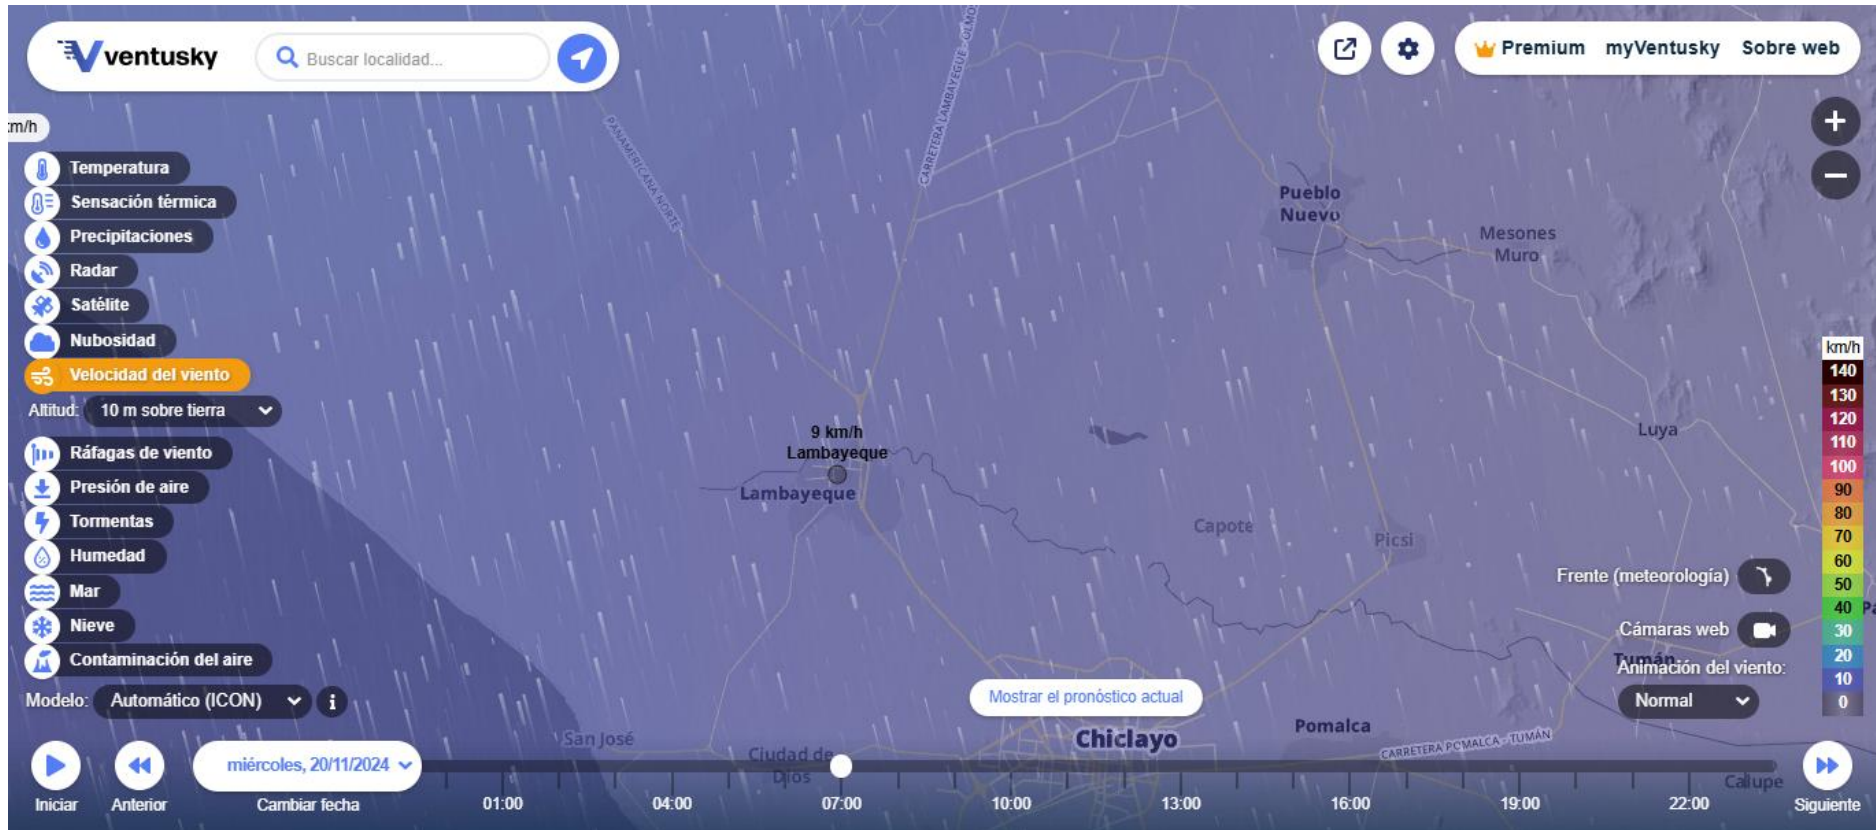 ventusky
Buscar localidad...
Premium myVentusky Sobre web
km/h
Temperatura
Sensación térmica
Precipitaciones
Radar
Satélite
Nubosidad
Velocidad del viento
Altitud: 10 m sobre tierra
Ráfagas de viento
Presión de aire
Tormentas
Humedad
Mar
Nieve
Contaminación del aire
Modelo: Automático (ICON) i
PANAMERICANA NORTE
CARRETERA LAMBAYEQUE - OLMOS
Pueblo
Nuevo
Mesones
Muro
Luya
9 km/h
Lambayeque
Lambayeque
Capote
Picsi
km/h
140
130
120
110
100
90
80
70
60
50
40
30
20
10
0
Frente (meteorología)
Cámaras web
Tumán
Animación del viento:
Normal
Mostrar el pronóstico actual
San José
Ciudad de
Dios
Chiclayo
Pomalca
CARRETERA POMALCA - TUMÁN
Callupe
Iniciar
Anterior
miércoles, 20/11/2024
Cambiar fecha
01:00 04:00 07:00 10:00 13:00 16:00 19:00 22:00
Siguiente